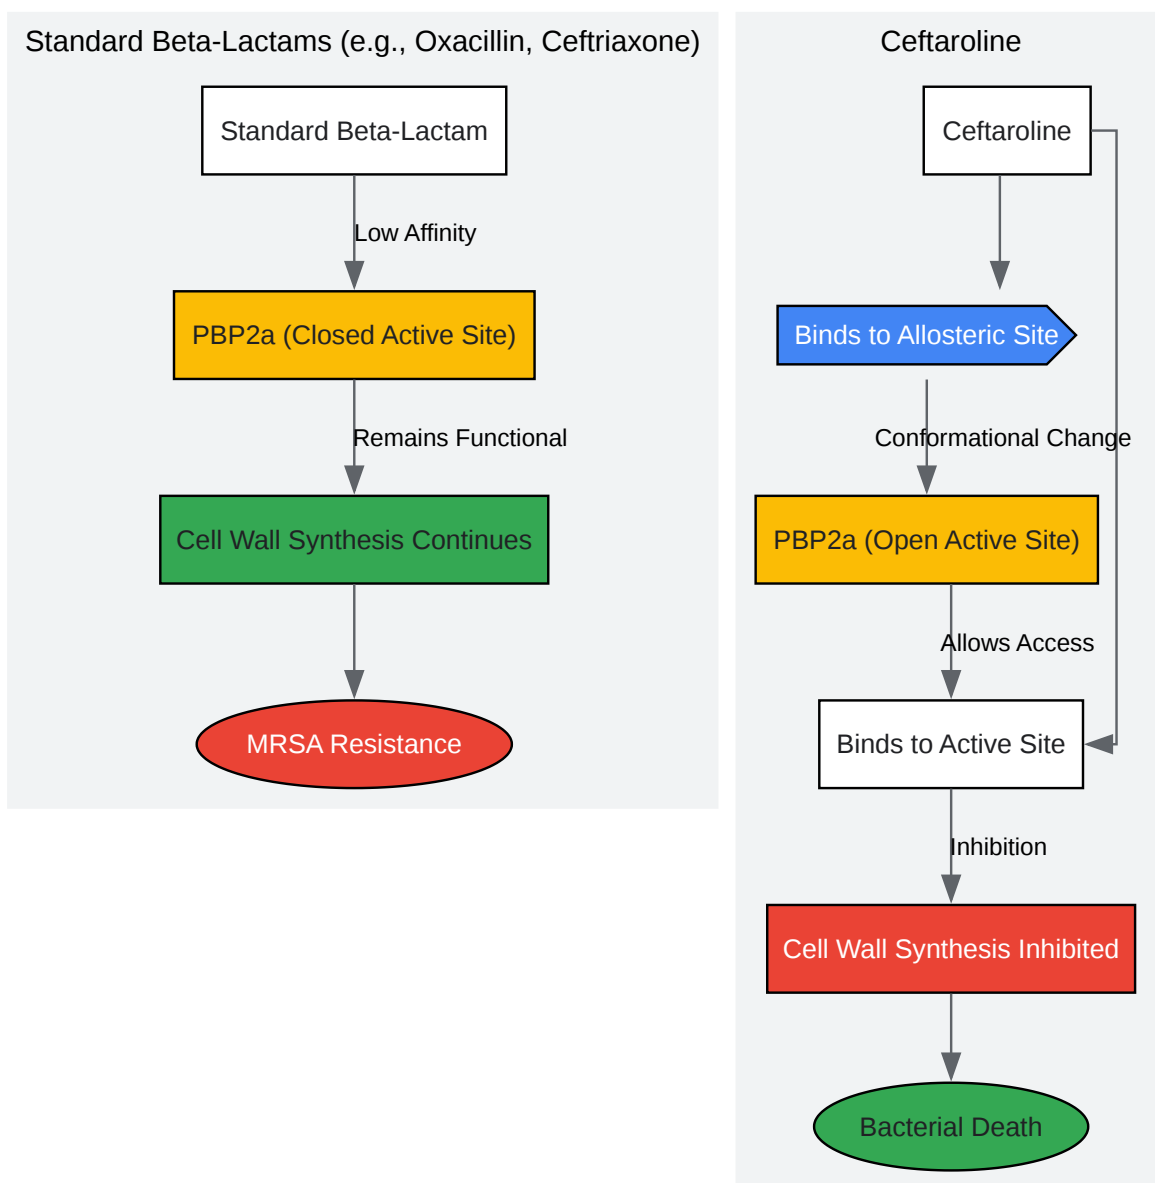 Standard Beta-Lactams (e.g., Oxacillin, Ceftriaxone)
Standard Beta-Lactam
Low Affinity
PBP2a (Closed Active Site)
Remains Functional
Cell Wall Synthesis Continues
MRSA Resistance
Ceftaroline
Ceftaroline
Binds to Allosteric Site
Conformational Change
PBP2a (Open Active Site)
Allows Access
Binds to Active Site
Inhibition
Cell Wall Synthesis Inhibited
Bacterial Death